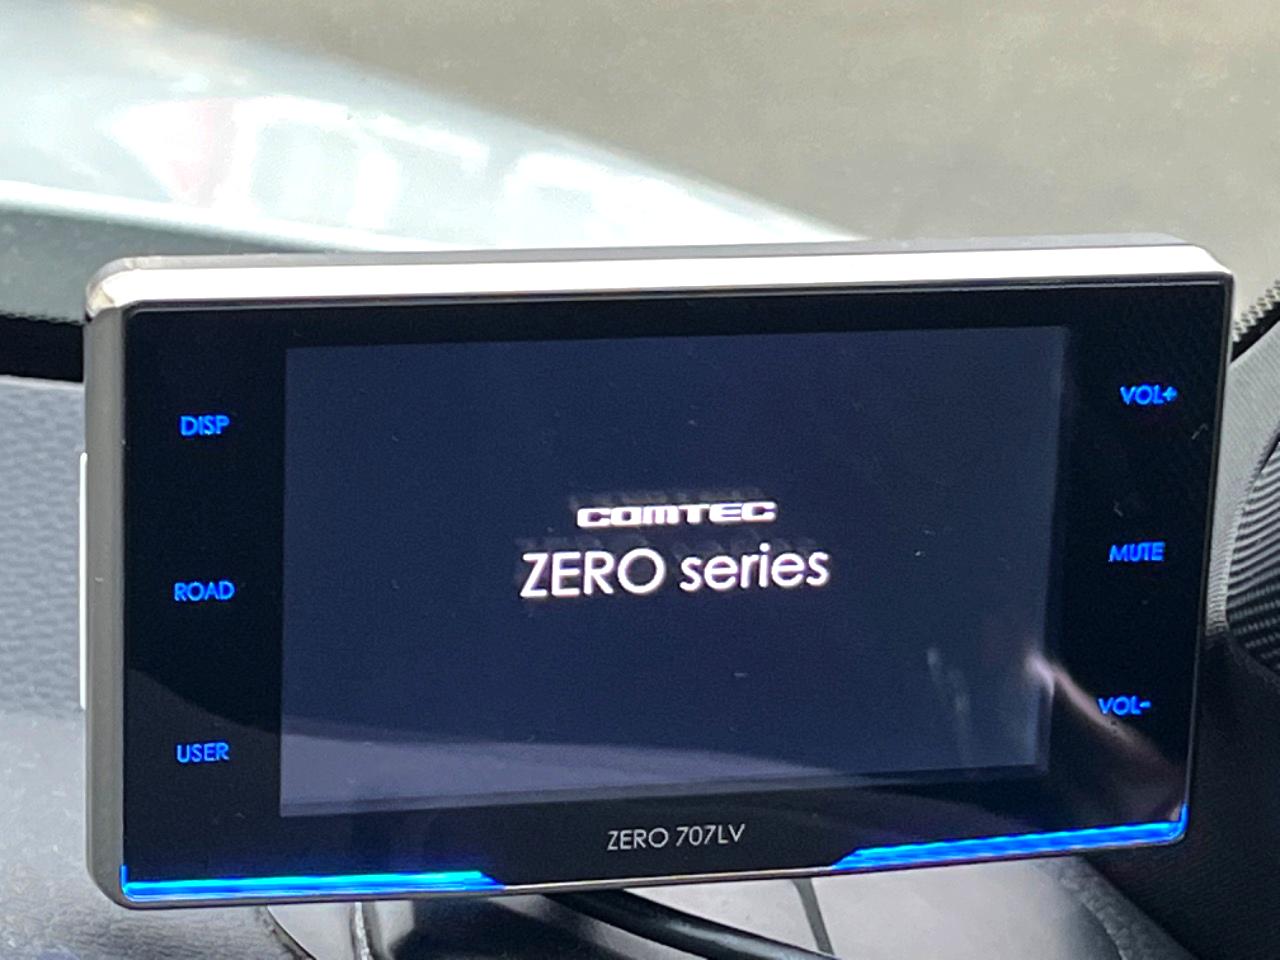 DISP
ROAD
USER
COMTEC
ZERO series
VOL+
MUTE
VOL-
ZERO 707LV